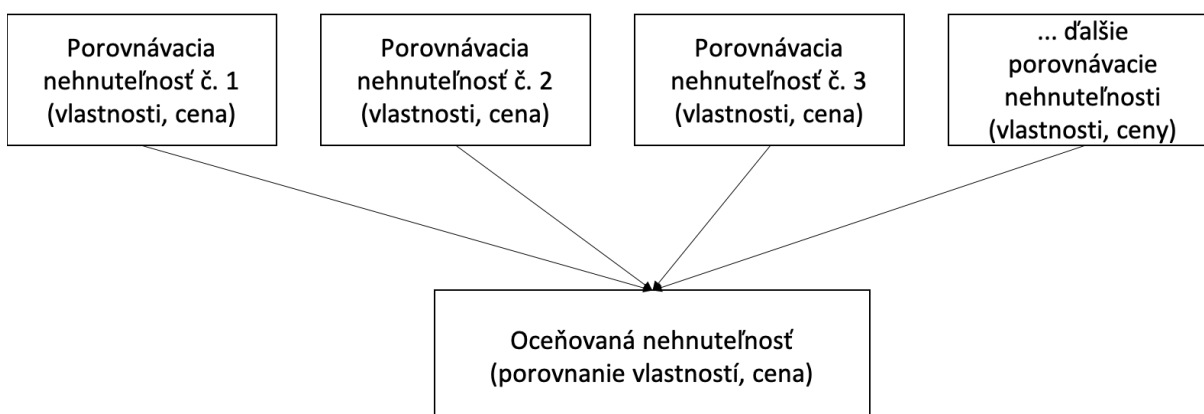 Porovnávacia
nehnuteľnosť č. 1
(vlastnosti, cena)
Porovnávacia
nehnuteľnosť č. 2
(vlastnosti, cena)
Porovnávacia
nehnuteľnosť č. 3
(vlastnosti, cena)
... ďalšie
porovnávacie
nehnuteľnosti
(vlastnosti, ceny)
Oceňovaná nehnuteľnosť
(porovnanie vlastností, cena)